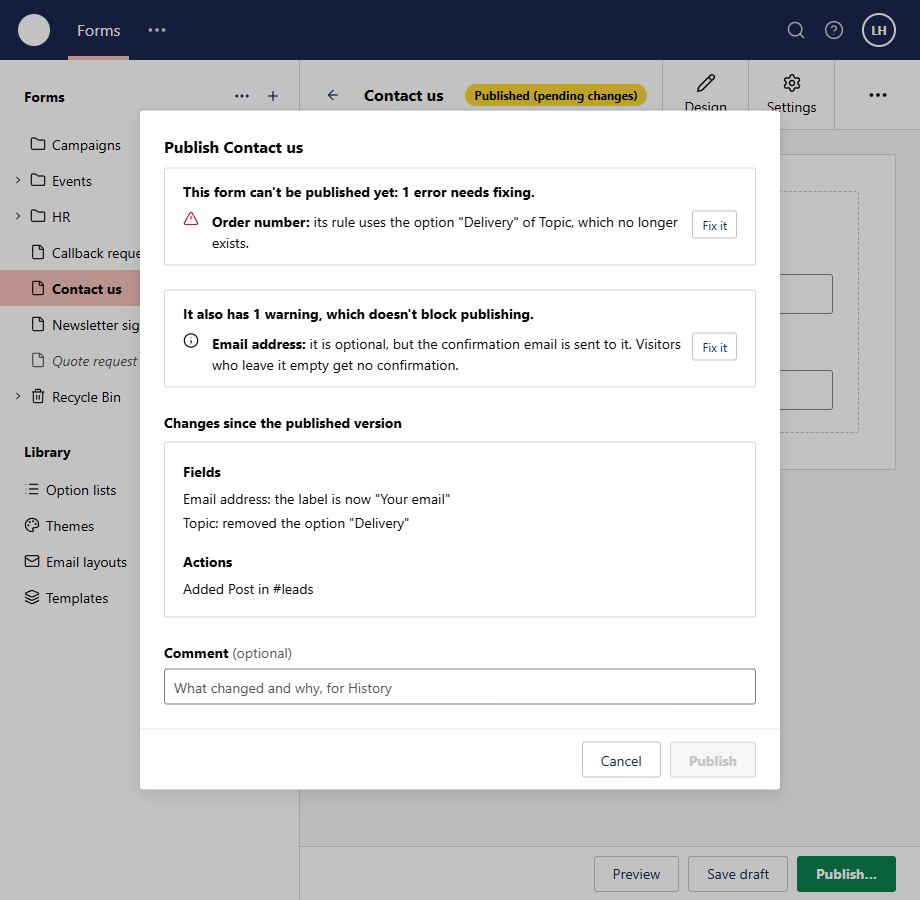 Forms
LH
Forms
Contact us
Published (pending changes)
Design
Settings
Campaigns
Events
HR
Callback reque
Contact us
Newsletter sig
Quote request
Recycle Bin
Library
Option lists
Themes
Email layouts
Templates
Publish Contact us
This form can't be published yet: 1 error needs fixing.
Order number: its rule uses the option "Delivery" of Topic, which no longer
exists.
Fix it
It also has 1 warning, which doesn't block publishing.
Email address: it is optional, but the confirmation email is sent to it. Visitors
who leave it empty get no confirmation.
Fix it
Changes since the published version
Fields
Email address: the label is now "Your email"
Topic: removed the option "Delivery"
Actions
Added Post in #leads
Comment (optional)
What changed and why, for History
Cancel
Publish
Preview
Save draft
Publish...